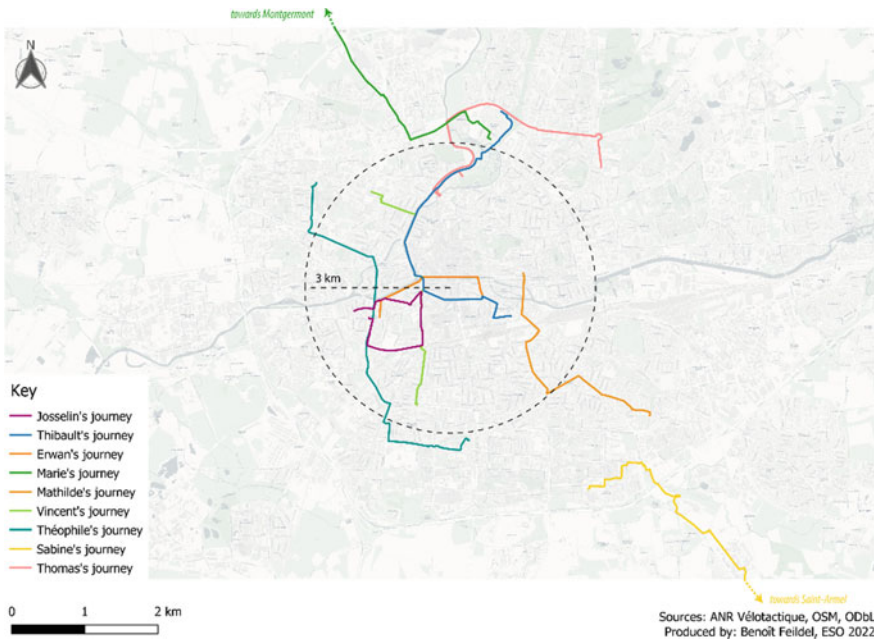 towards Montgermont
N
3 km
Key
Josselin's journey
Thibault's journey
Erwan's journey
Marie's journey
Mathilde's journey
Vincent's journey
Théophile's journey
Sabine's journey
Thomas's journey
towards Saint-Armel
0 1 2 km
Sources: ANR Vélotactique, OSM, ODbL
Produced by: Benoît Feildel, ESO 2022